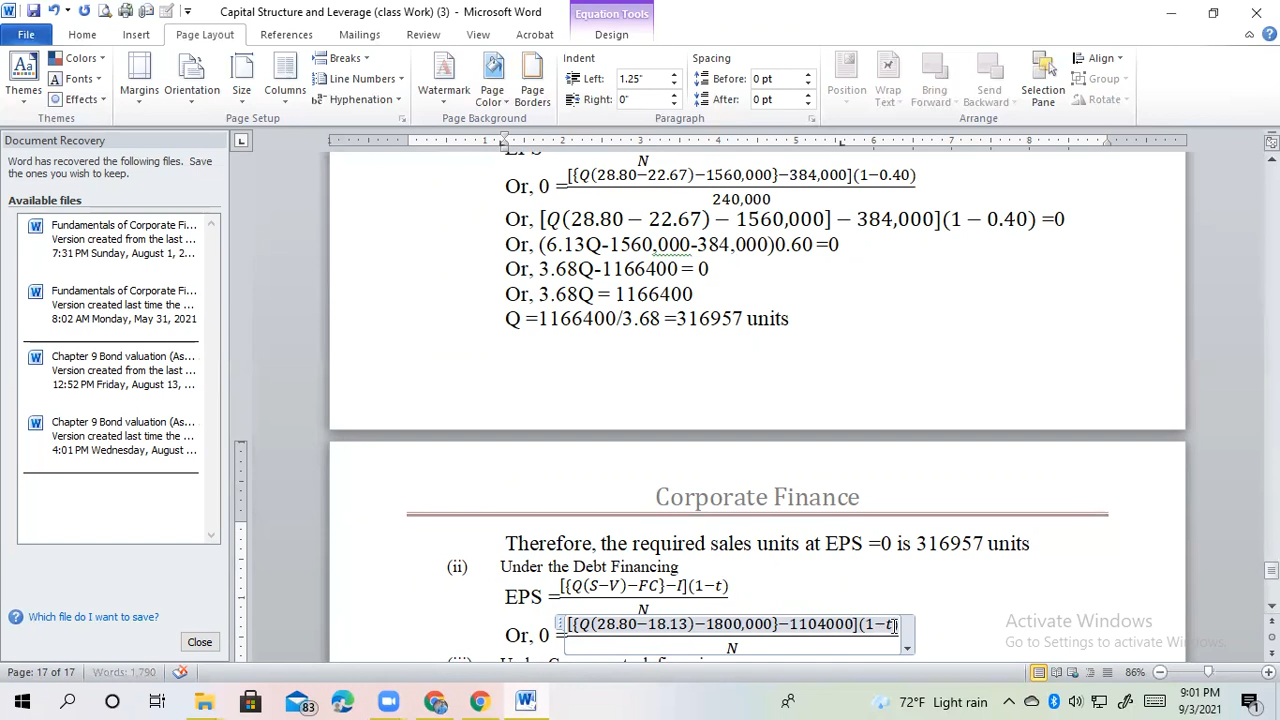 Capital Structure and Leverage (class Work) (3) - Microsoft Word
Equation Tools
File Home Insert Page Layout References Mailings Review View Acrobat Design
Themes
Colors
Fonts
Effects
Themes
Margins Orientation Size Columns
Breaks
Line Numbers
Hyphenation
Page Setup
Watermark Page Color Page Borders
Page Background
Indent
Left: 1.25"
Right: 0"
Spacing
Before: 0 pt
After: 0 pt
Paragraph
Position Wrap Text Bring Forward Send Backward Selection Pane
Align
Group
Rotate
Arrange
Document Recovery
Word has recovered the following files. Save the ones you wish to keep.
Available files
Fundamentals of Corporate Fi...
Version created from the last ...
7:31 PM Sunday, August 1, 2...
Fundamentals of Corporate Fi...
Version created last time the ...
8:02 AM Monday, May 31, 2021
Chapter 9 Bond valuation (As...
Version created from the last ...
12:52 PM Friday, August 13, ...
Chapter 9 Bond valuation (As...
Version created last time the ...
4:01 PM Wednesday, August ...
Which file do I want to save?
Close
1 2 3 4 5 6 7 8
N
Or, 0 = [{Q(28.80−22.67)−1560,000}−384,000](1−0.40)
240,000
Or, [Q(28.80 − 22.67) − 1560,000] − 384,000](1 − 0.40) =0
Or, (6.13Q-1560,000-384,000)0.60 =0
Or, 3.68Q-1166400 = 0
Or, 3.68Q = 1166400
Q =1166400/3.68 =316957 units
Corporate Finance
Therefore, the required sales units at EPS =0 is 316957 units
(ii) Under the Debt Financing
EPS = [{Q(S−V)−FC}−I](1−t)
N
Or, 0 = [{Q(28.80−18.13)−1800,000}−1104000](1−t)
N
Activate Windows
Go to Settings to activate Windows.
Page: 17 of 17 Words: 1,790 86%
83
72°F Light rain
9:01 PM
9/3/2021
1